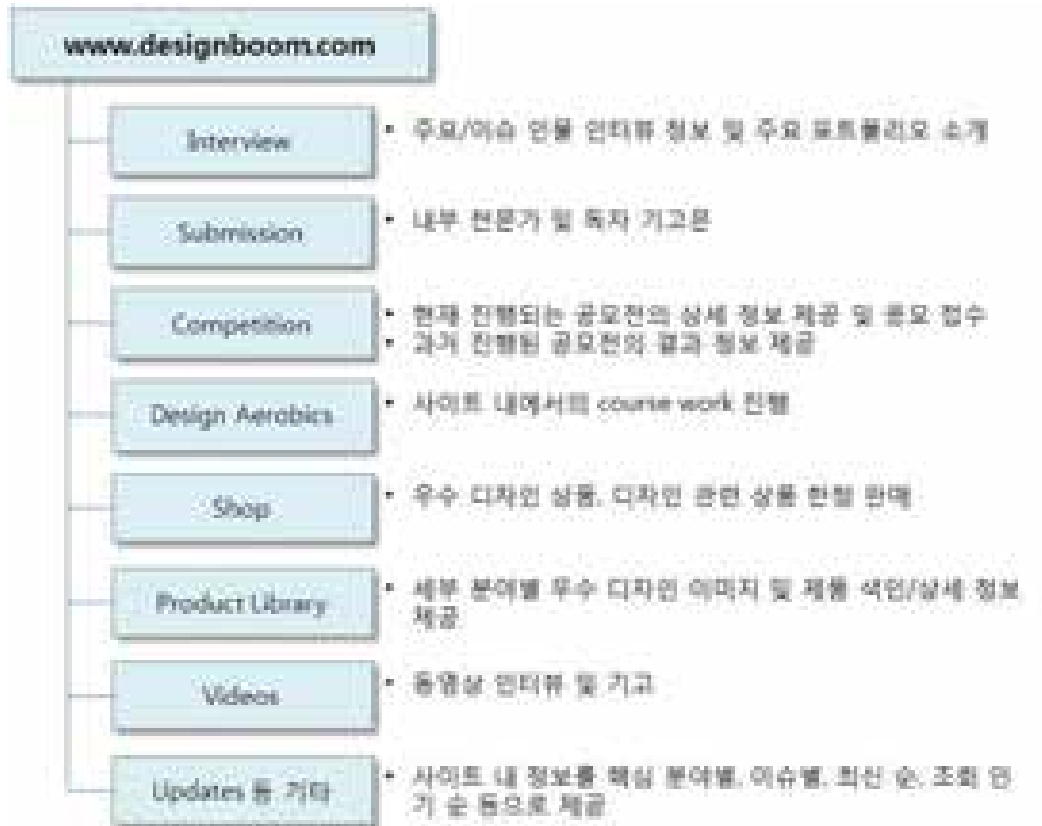 www.designboom.com
Interview
• 주요/이슈 인물 인터뷰 정보 및 주요 포트폴리오 소개
Submission
• 내부 전문가 및 독자 기고문
Competition
• 현재 진행되는 공모전의 상세 정보 제공 및 응모 접수
• 과거 진행된 공모전의 결과 정보 제공
Design Aerobics
• 사이트 내에서의 course work 진행
Shop
• 우수 디자인 상품, 디자인 관련 상품 한정 판매
Product Library
• 세부 분야별 우수 디자인 이미지 및 제품 색인/상세 정보
제공
Videos
• 동영상 인터뷰 및 기고
Updates 등 기타
• 사이트 내 정보를 핵심 분야별, 이슈별, 최신 순, 조회 인
기 순 등으로 제공